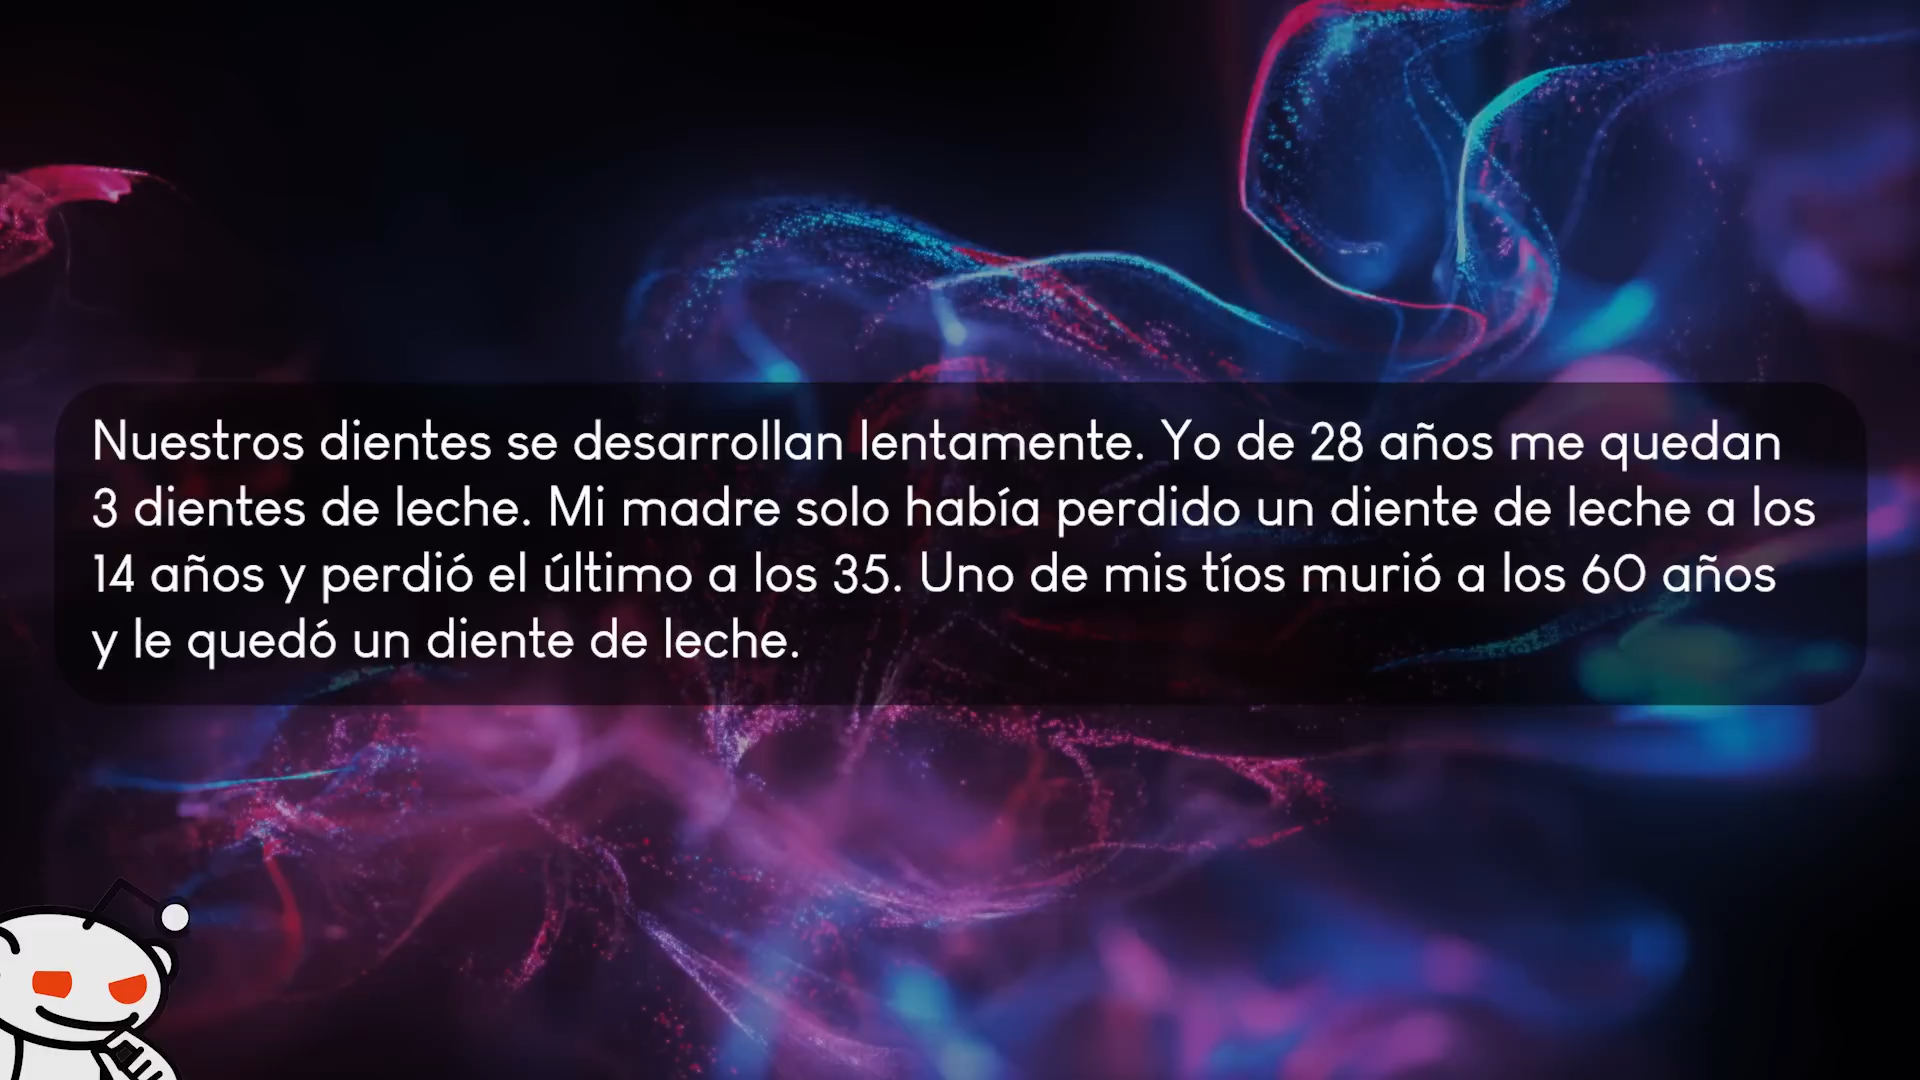 Nuestros dientes se desarrollan lentamente. Yo de 28 años me quedan
3 dientes de leche. Mi madre solo había perdido un diente de leche a los
14 años y perdió el último a los 35. Uno de mis tíos murió a los 60 años
y le quedó un diente de leche.